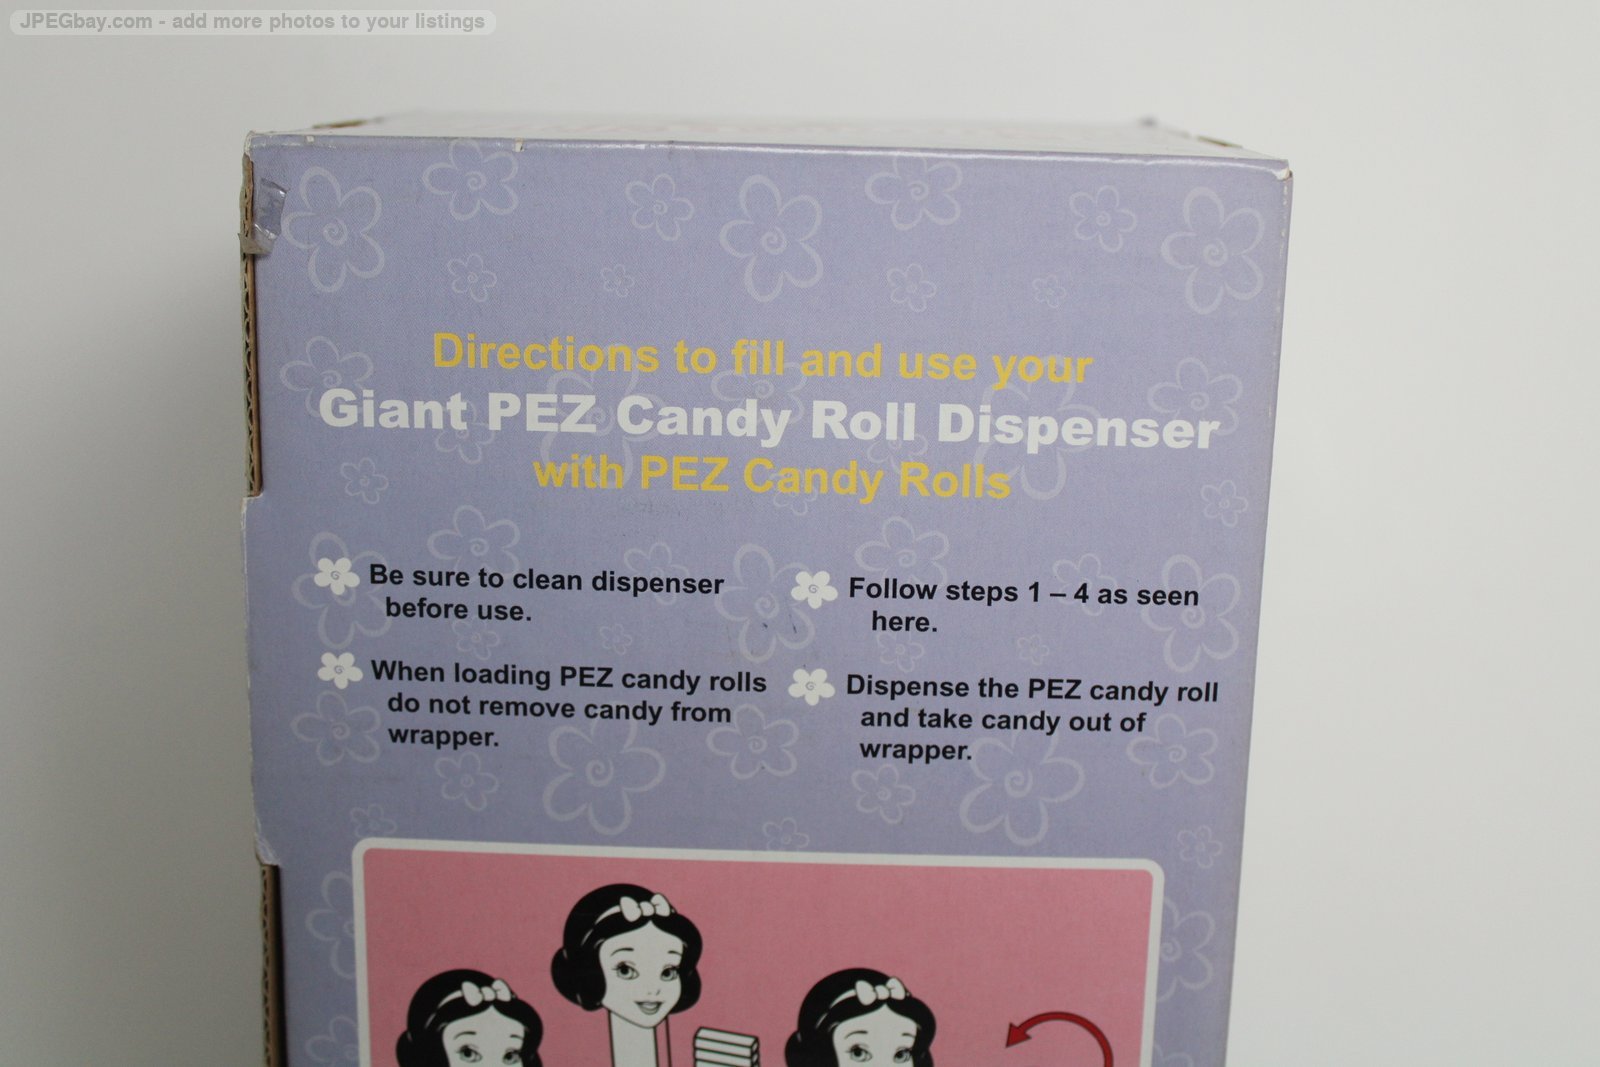 JPEGbay.com - add more photos to your listings
Directions to fill and use your
Giant PEZ Candy Roll Dispenser
with PEZ Candy Rolls
Be sure to clean dispenser
before use.
When loading PEZ candy rolls
do not remove candy from
wrapper.
Follow steps 1 – 4 as seen
here.
Dispense the PEZ candy roll
and take candy out of
wrapper.